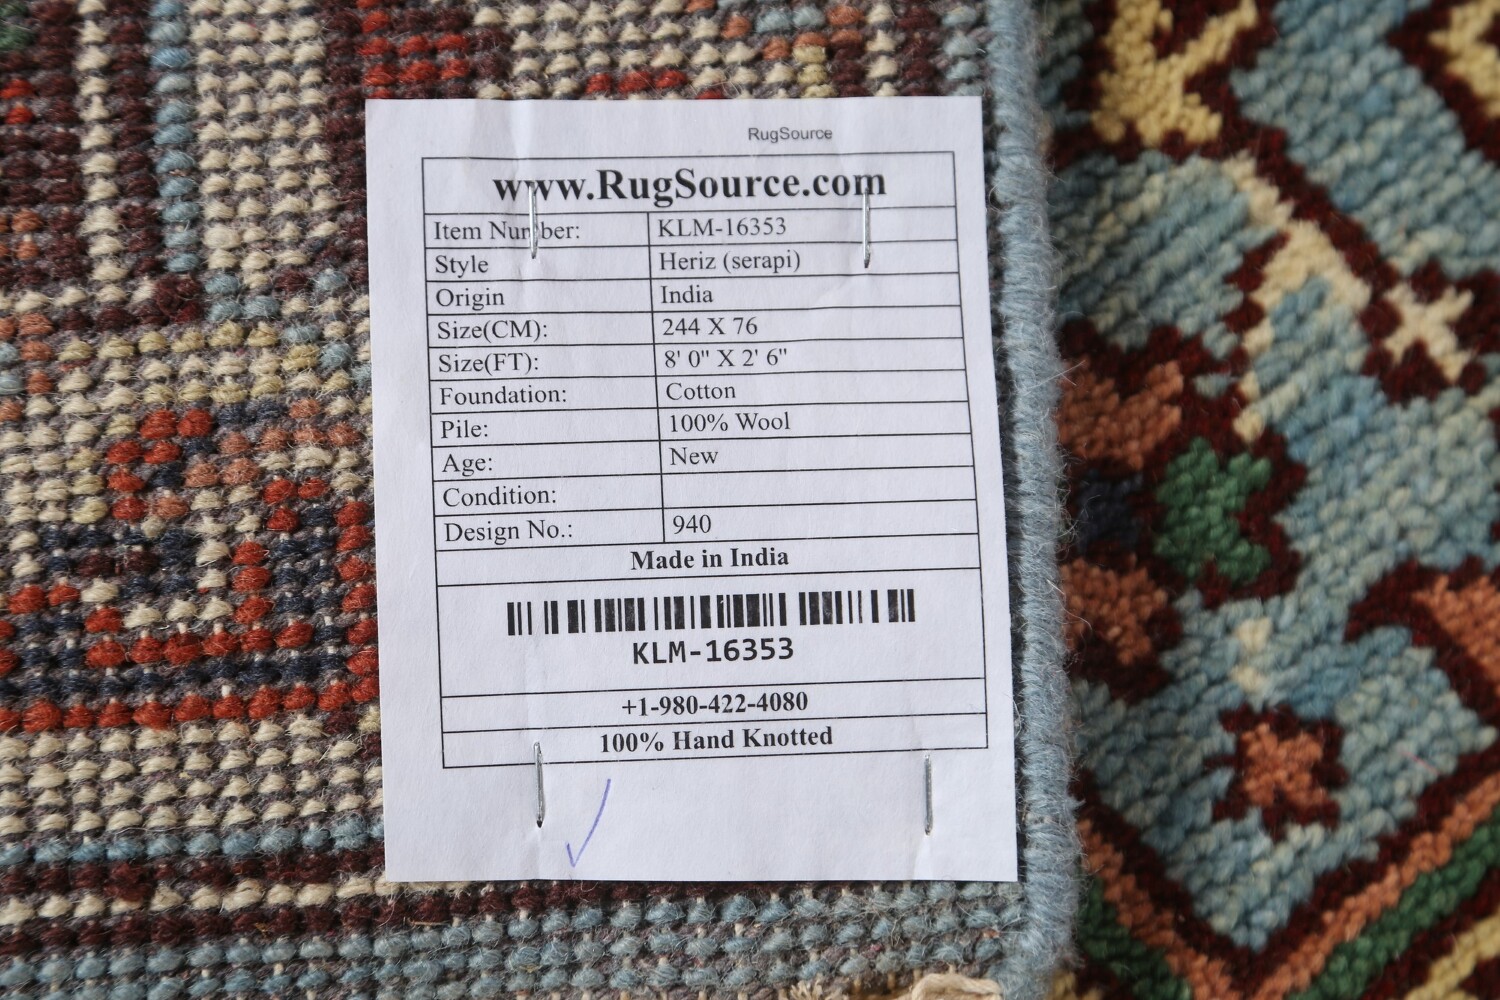 RugSource
www.RugSource.com
Item Number: KLM-16353
Style Heriz (serapi)
Origin India
Size(CM): 244 X 76
Size(FT): 8' 0" X 2' 6"
Foundation: Cotton
Pile: 100% Wool
Age: New
Condition:
Design No.: 940
Made in India
KLM-16353
+1-980-422-4080
100% Hand Knotted